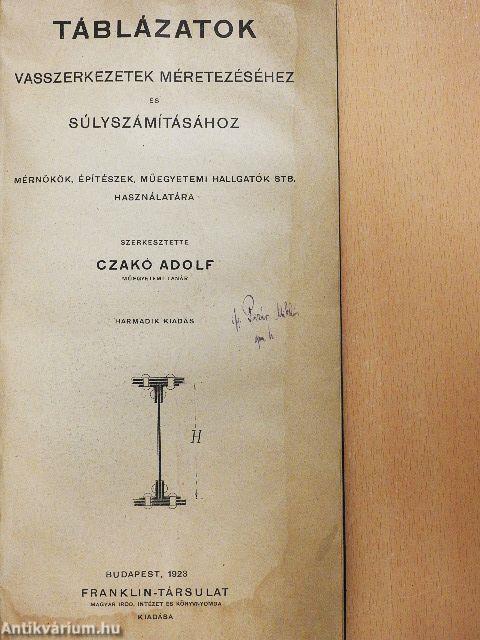 TÁBLÁZATOK
VASSZERKEZETEK MÉRETEZÉSÉHEZ
ÉS
SÚLYSZÁMÍTÁSÁHOZ
MÉRNÖKÖK, ÉPÍTÉSZEK, MŰEGYETEMI HALLGATÓK STB.
HASZNÁLATÁRA
SZERKESZTETTE
CZAKÓ ADOLF
MŰEGYETEMI TANÁR
HARMADIK KIADÁS
H
BUDAPEST, 1923
FRANKLIN-TÁRSULAT
MAGYAR IROD. INTÉZET ÉS KÖNYVNYOMDA
KIADÁSA
Antikvárium.hu